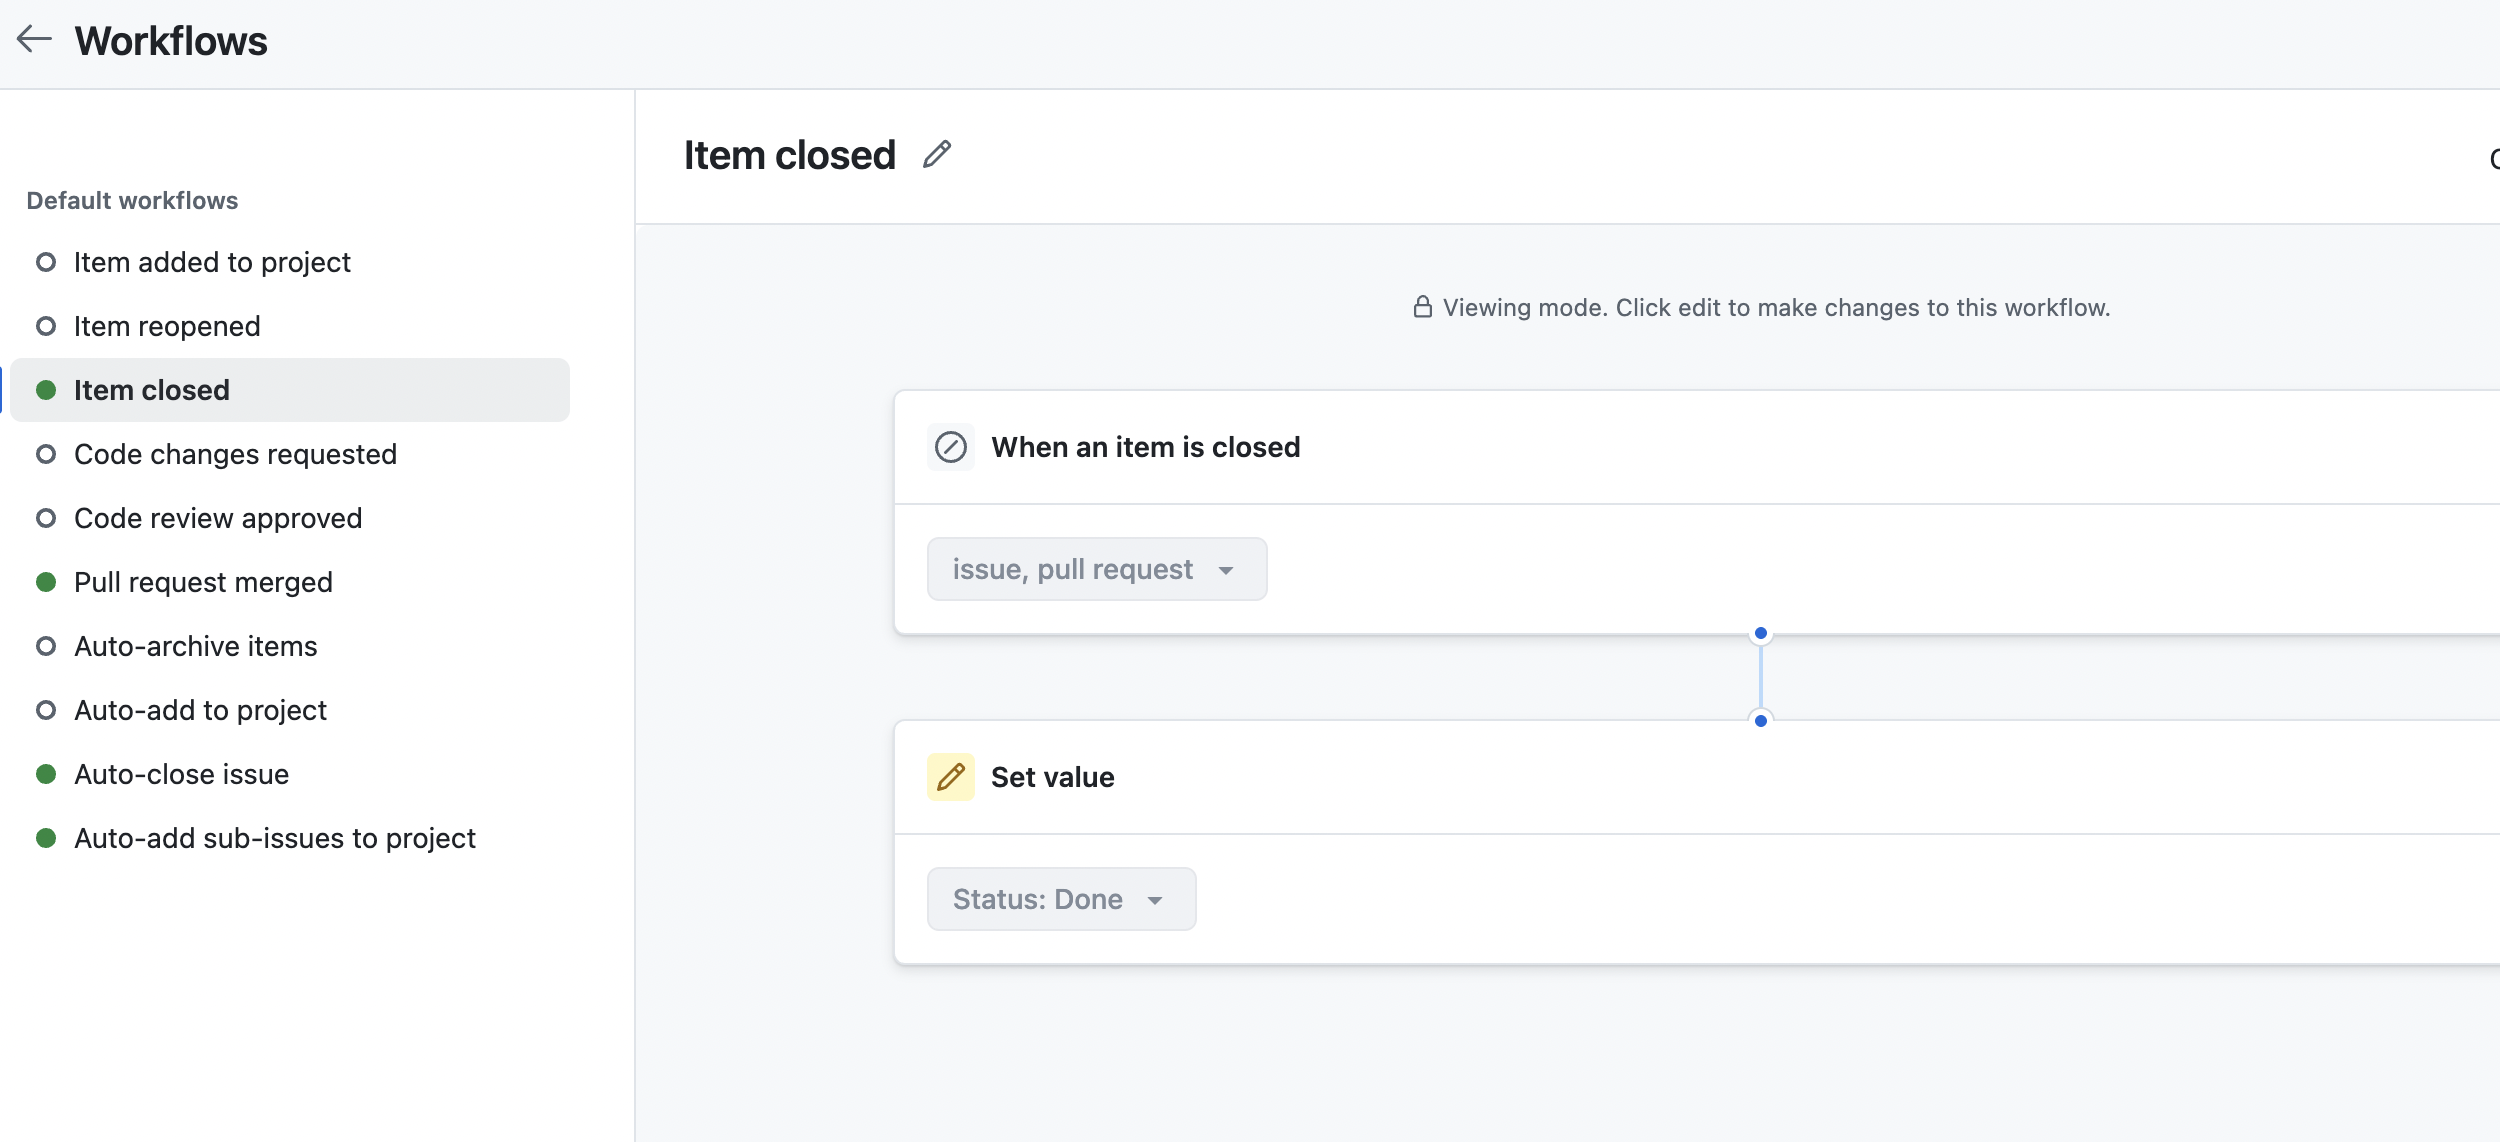 Workflows
Default workflows
Item added to project
Item reopened
Item closed
Code changes requested
Code review approved
Pull request merged
Auto-archive items
Auto-add to project
Auto-close issue
Auto-add sub-issues to project
Item closed
Viewing mode. Click edit to make changes to this workflow.
When an item is closed
issue, pull request
Set value
Status: Done